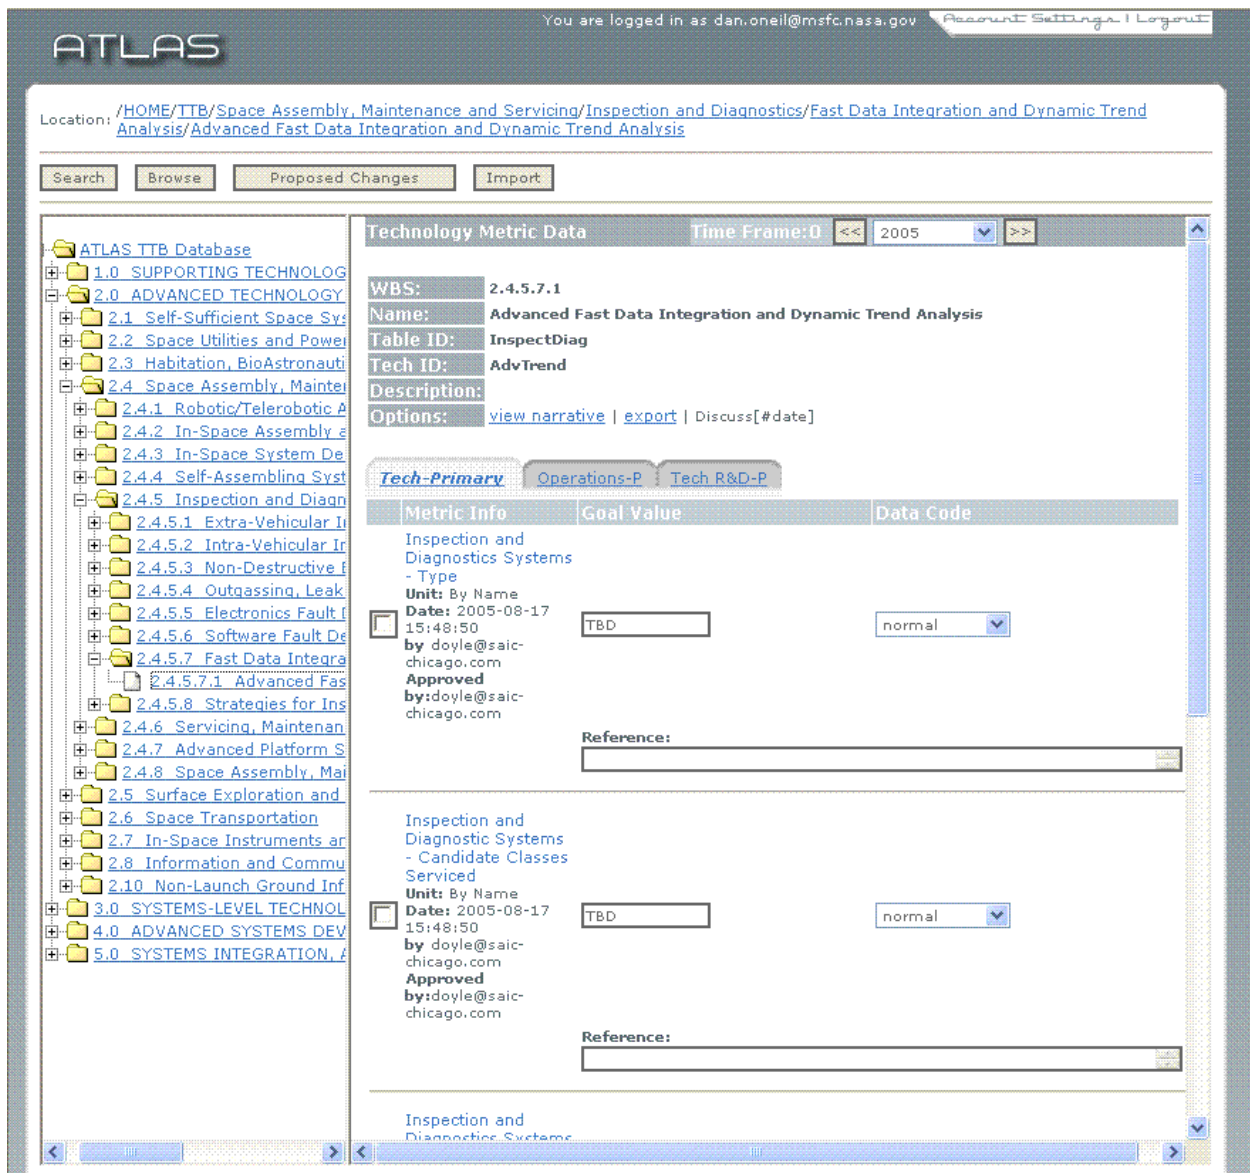 You are logged in as dan.oneil@msfc.nasa.gov
Account Settings | Logout
ATLAS
Location: /HOME/TTB/Space Assembly, Maintenance and Servicing/Inspection and Diagnostics/Fast Data Integration and Dynamic Trend
Analysis/Advanced Fast Data Integration and Dynamic Trend Analysis
Search Browse Proposed Changes Import
ATLAS TTB Database
1.0 SUPPORTING TECHNOLOG
2.0 ADVANCED TECHNOLOGY
2.1 Self-Sufficient Space Sys
2.2 Space Utilities and Power
2.3 Habitation, BioAstronauti
2.4 Space Assembly, Mainter
2.4.1 Robotic/Telerobotic A
2.4.2 In-Space Assembly a
2.4.3 In-Space System De
2.4.4 Self-Assembling Syst
2.4.5 Inspection and Diagn
2.4.5.1 Extra-Vehicular In
2.4.5.2 Intra-Vehicular Ir
2.4.5.3 Non-Destructive E
2.4.5.4 Outgassing, Leak
2.4.5.5 Electronics Fault D
2.4.5.6 Software Fault De
2.4.5.7 Fast Data Integra
2.4.5.7.1 Advanced Fas
2.4.5.8 Strategies for Ins
2.4.6 Servicing, Maintenan
2.4.7 Advanced Platform S
2.4.8 Space Assembly, Mai
2.5 Surface Exploration and
2.6 Space Transportation
2.7 In-Space Instruments ar
2.8 Information and Commu
2.10 Non-Launch Ground Inf
3.0 SYSTEMS-LEVEL TECHNOL
4.0 ADVANCED SYSTEMS DEV
5.0 SYSTEMS INTEGRATION, A
Technology Metric Data Time Frame:0 << 2005 >>
WBS: 2.4.5.7.1
Name: Advanced Fast Data Integration and Dynamic Trend Analysis
Table ID: InspectDiag
Tech ID: AdvTrend
Description:
Options: view narrative | export | Discuss[#date]
Tech-Primary Operations-P Tech R&D-P
Metric Info Goal Value Data Code
Inspection and
Diagnostics Systems
- Type
Unit: By Name
Date: 2005-08-17
15:48:50
by doyle@saic-
chicago.com
Approved
by:doyle@saic-
chicago.com
TBD normal
Reference:
Inspection and
Diagnostic Systems
- Candidate Classes
Serviced
Unit: By Name
Date: 2005-08-17
15:48:50
by doyle@saic-
chicago.com
Approved
by:doyle@saic-
chicago.com
TBD normal
Reference:
Inspection and
Diagnostics Systems